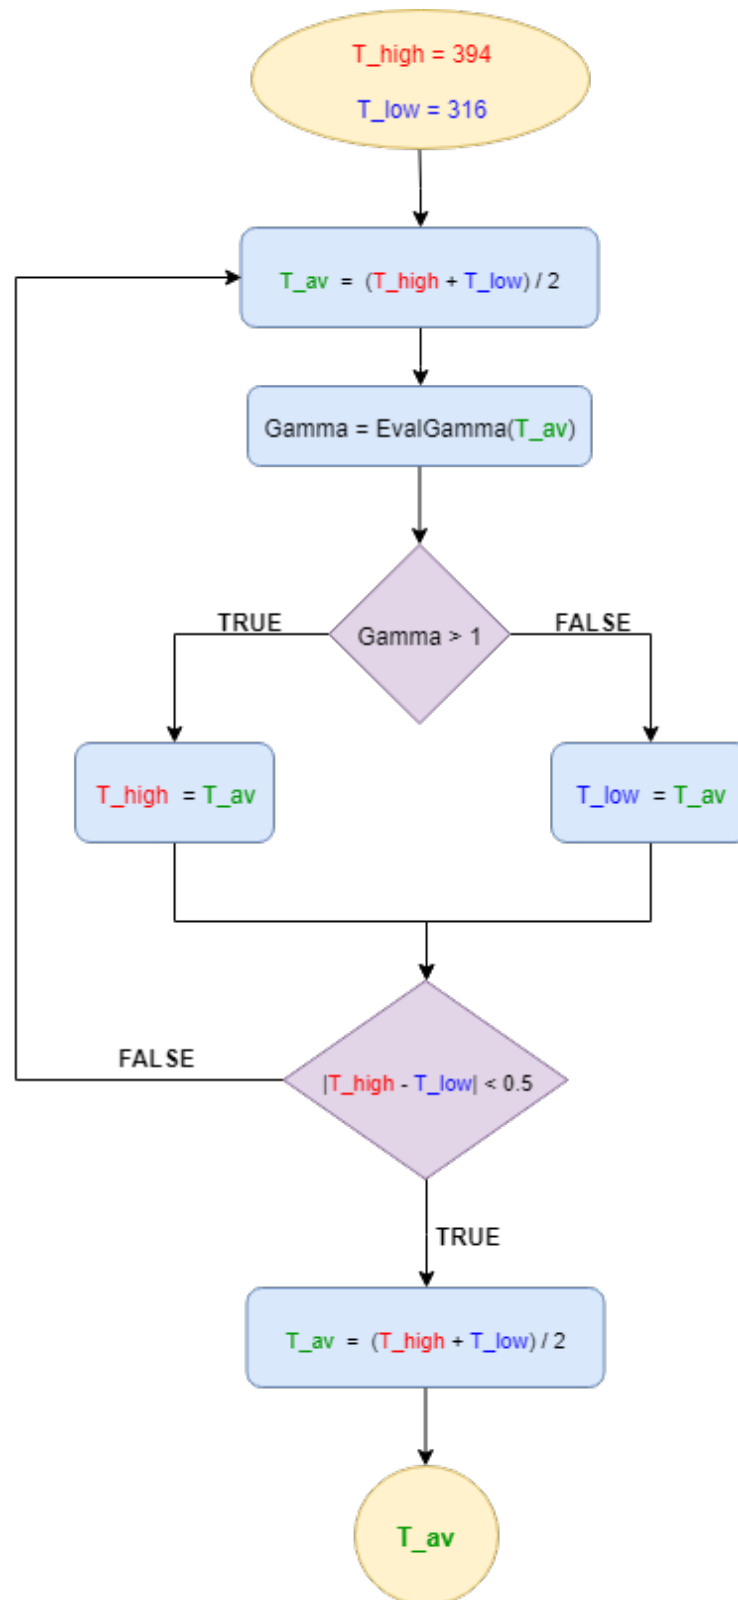 T_high = 394
T_low = 316
T_av = (T_high + T_low) / 2
Gamma = EvalGamma(T_av)
TRUE
Gamma > 1
FALSE
T_high = T_av
T_low = T_av
FALSE
|T_high - T_low| < 0.5
TRUE
T_av = (T_high + T_low) / 2
T_av